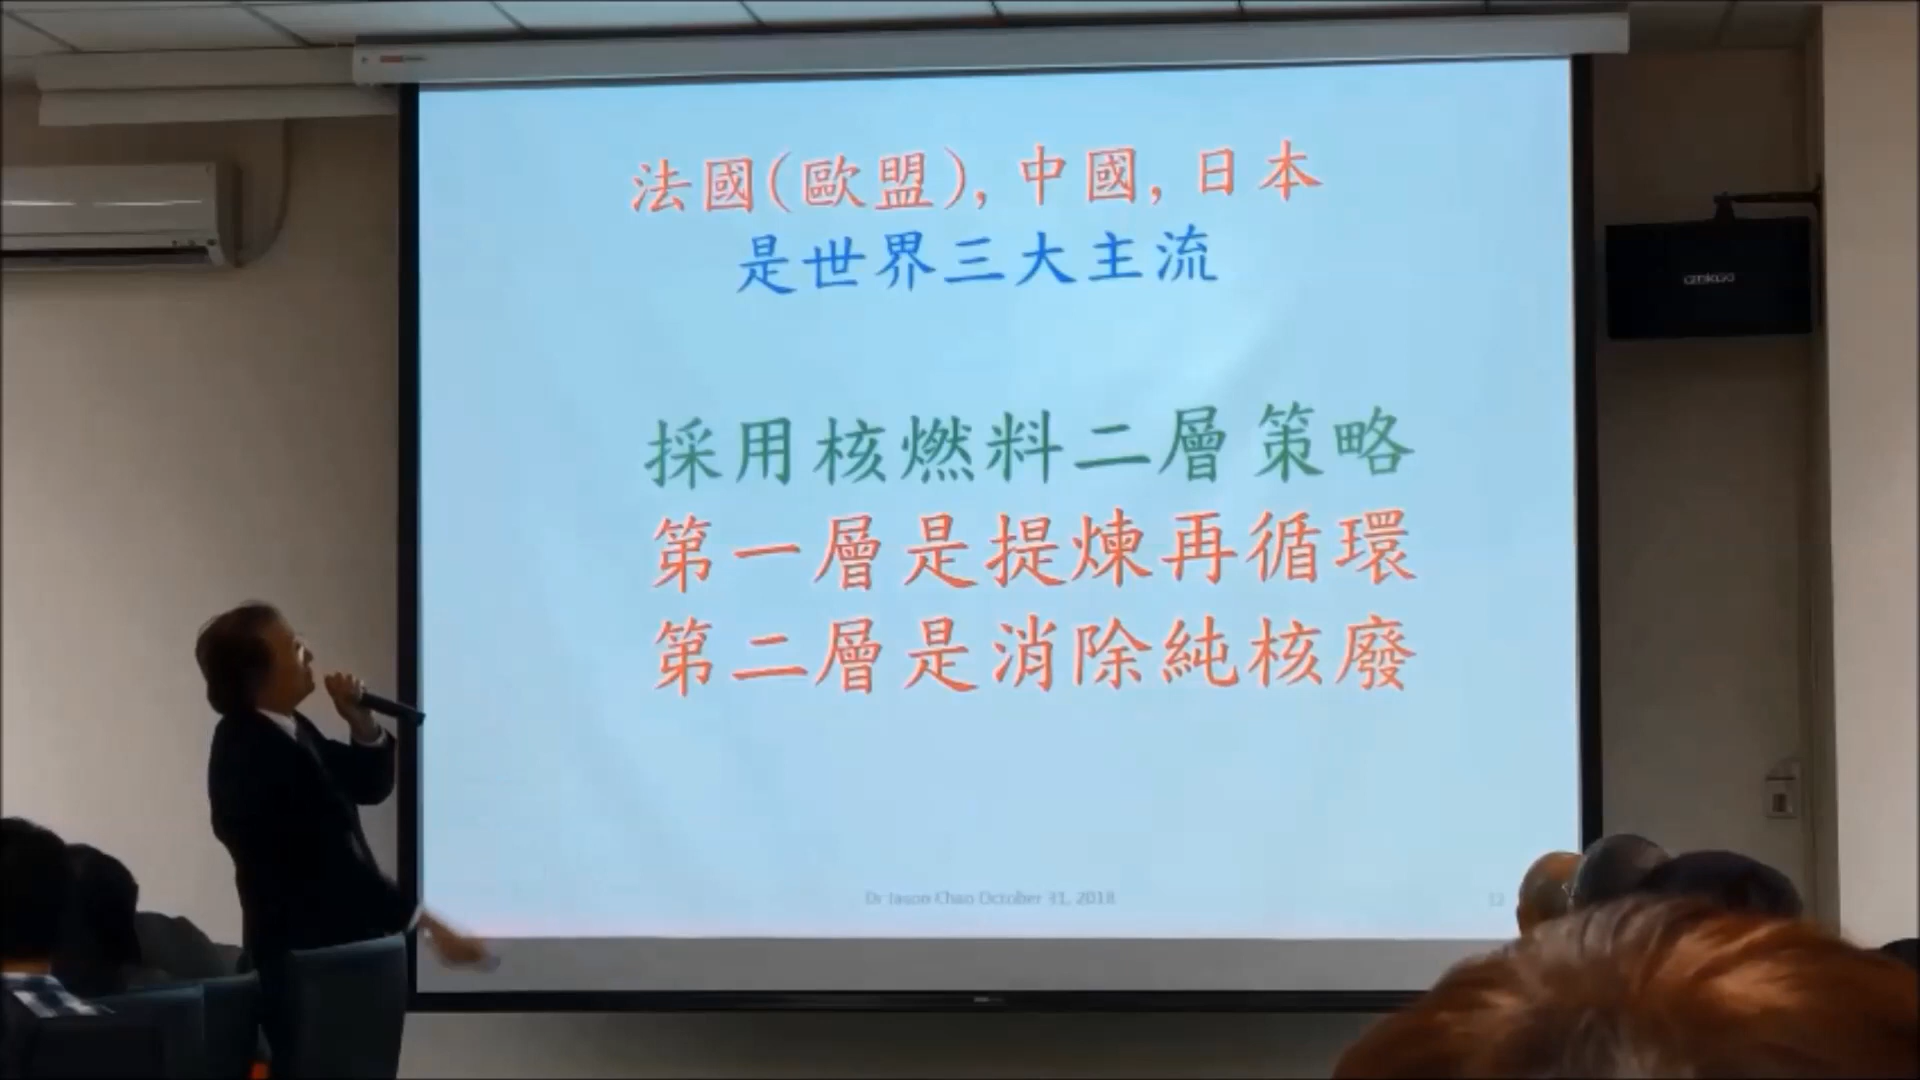 法國(歐盟), 中國, 日本
是世界三大主流
採用核燃料二層策略
第一層是提煉再循環
第二層是消除純核廢
Dr Jason Chao October 31, 2018
12